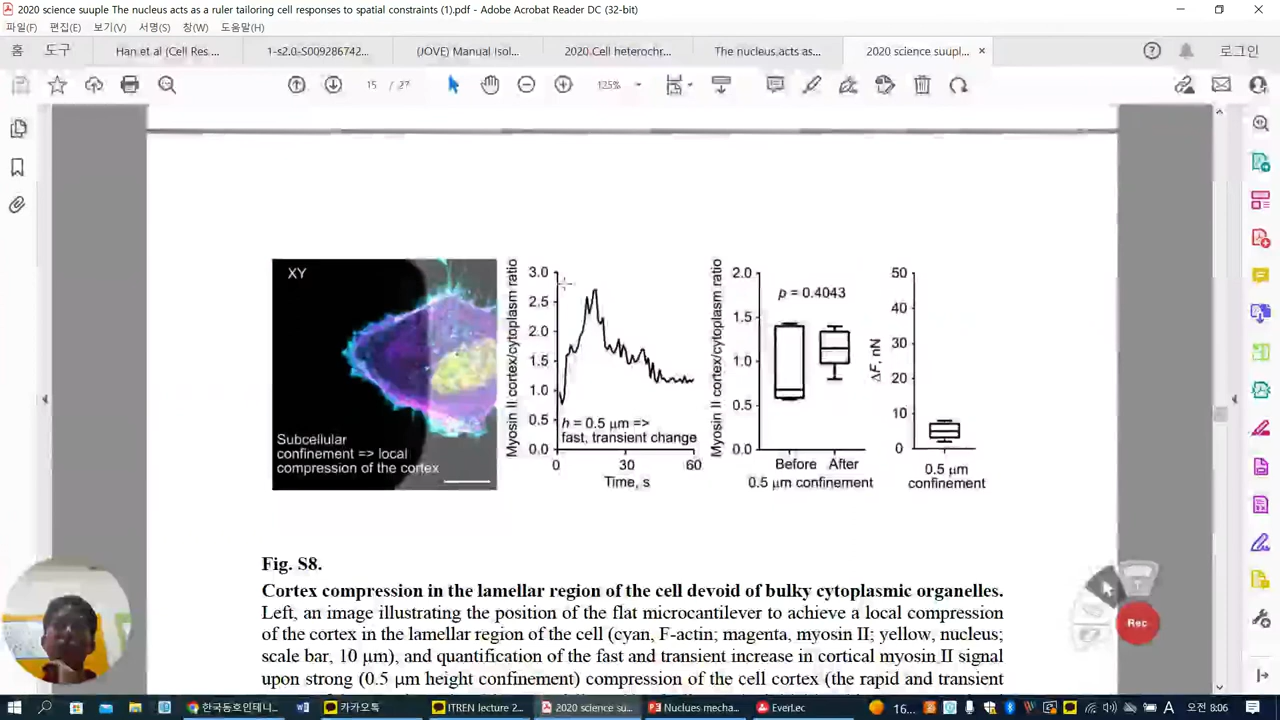 2020 science suuple The nucleus acts as a ruler tailoring cell responses to spatial constraints (1).pdf - Adobe Acrobat Reader DC (32-bit)
파일(F) 편집(E) 보기(V) 서명(S) 창(W) 도움말(H)
홈 도구 Han et al (Cell Res ... 1-s2.0-S009286742... (JOVE) Manual Isol... 2020 Cell heterochr... The nucleus acts as... 2020 science suupl... × 로그인
15 / 27 125%
XY
Subcellular
confinement => local
compression of the cortex
Myosin II cortex/cytoplasm ratio
3.0
2.5
2.0
1.5
1.0
0.5
0.0
h = 0.5 μm =>
fast, transient change
0 30 60
Time, s
Myosin II cortex/cytoplasm ratio
2.0
1.5
1.0
0.5
0.0
p = 0.4043
Before After
0.5 μm confinement
ΔF, nN
50
40
30
20
10
0
0.5 μm
confinement
Fig. S8.
Cortex compression in the lamellar region of the cell devoid of bulky cytoplasmic organelles.
Left, an image illustrating the position of the flat microcantilever to achieve a local compression
of the cortex in the lamellar region of the cell (cyan, F-actin; magenta, myosin II; yellow, nucleus;
scale bar, 10 μm), and quantification of the fast and transient increase in cortical myosin II signal
upon strong (0.5 μm height confinement) compression of the cell cortex (the rapid and transient
Rec
한국동호인테니... 카카오톡 ITREN lecture 2... 2020 science su... Nuclues mecha... EverLec 16... A 오전 8:06